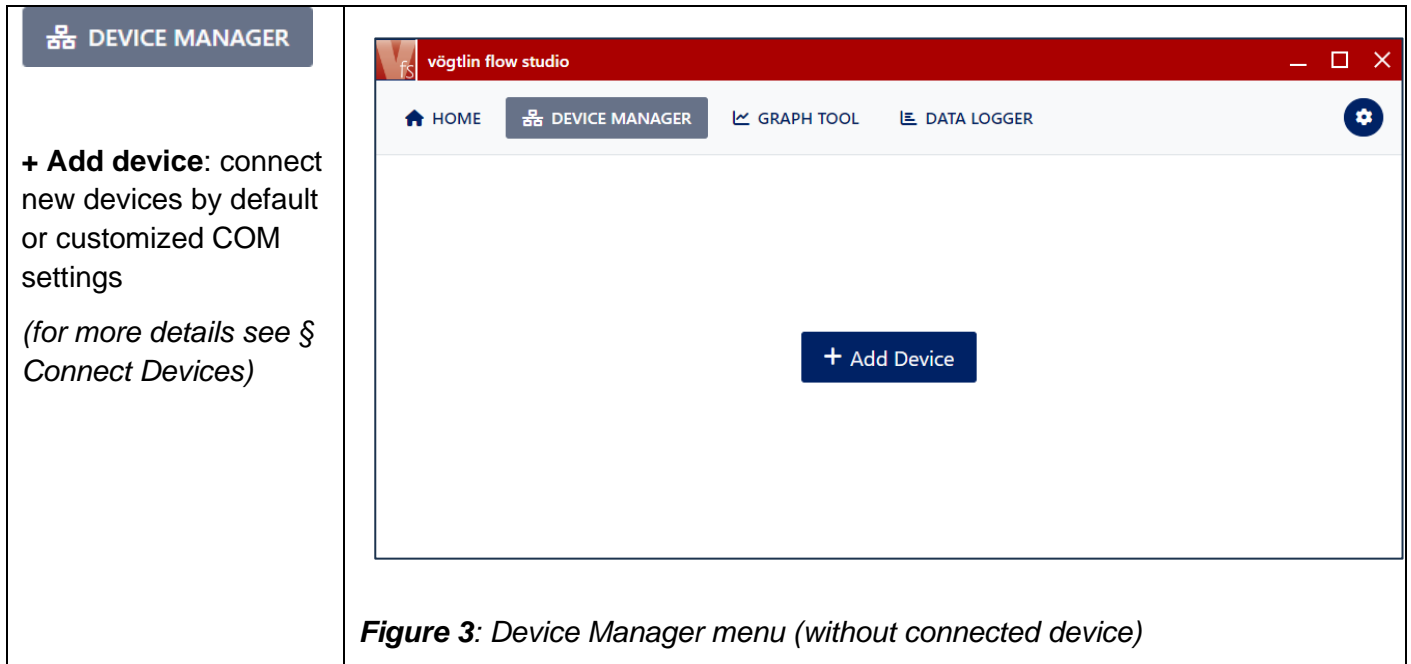 DEVICE MANAGER
+ Add device: connect
new devices by default
or customized COM
settings
(for more details see §
Connect Devices)
Vfs vögtlin flow studio
HOME DEVICE MANAGER GRAPH TOOL DATA LOGGER
+ Add Device
Figure 3: Device Manager menu (without connected device)